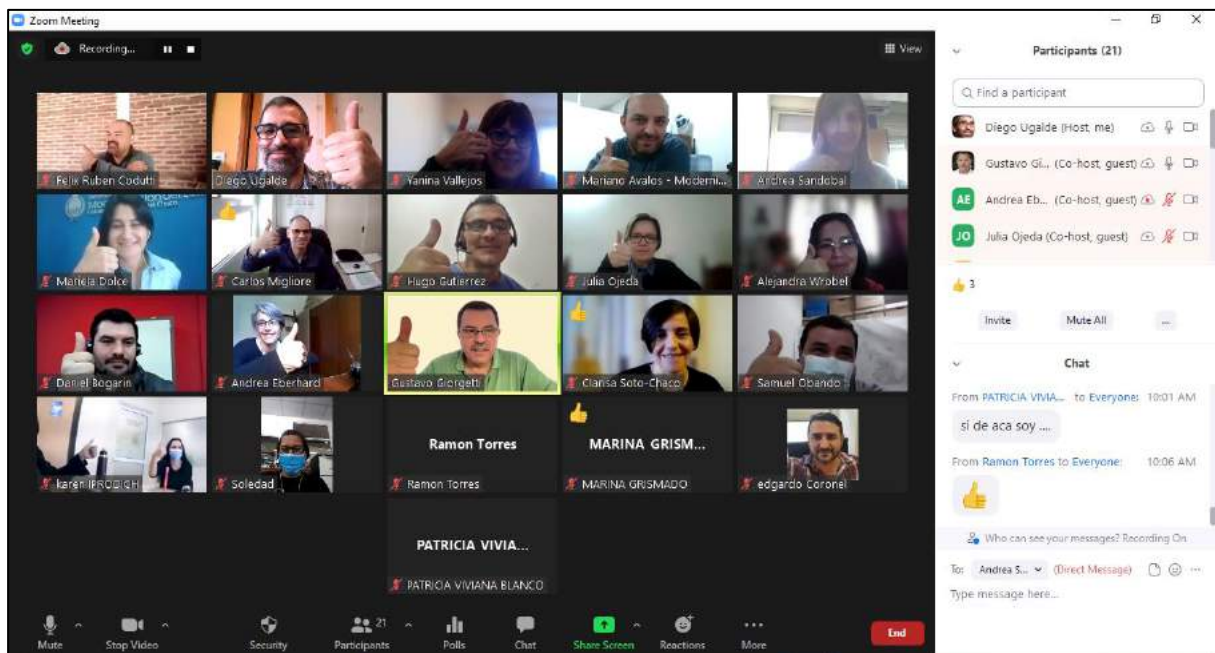 Zoom Meeting
Recording...
View
Felix Ruben Codutti
Diego Ugalde
Yanina Vallejos
Mariano Avalos - Moderni...
Andrea Sandobal
Mariela Dolce
Carlos Migliore
Hugo Gutierrez
Julia Ojeda
Alejandra Wrobel
Daniel Bogarin
Andrea Eberhard
Gustavo Giorgetti
Clarisa Soto-Chaco
Samuel Obando
karen IPRODICH
Soledad
Ramon Torres
Ramon Torres
MARINA GRISM...
MARINA GRISMADO
edgardo Coronel
PATRICIA VIVIA...
PATRICIA VIVIANA BLANCO
Mute
Stop Video
Security
21
Participants
Polls
Chat
Share Screen
Reactions
More
End
Participants (21)
Find a participant
Diego Ugalde (Host, me)
Gustavo Gi... (Co-host, guest)
AE Andrea Eb... (Co-host, guest)
JO Julia Ojeda (Co-host, guest)
3
Invite Mute All ...
Chat
From PATRICIA VIVIA... to Everyone: 10:01 AM
si de aca soy ....
From Ramon Torres to Everyone: 10:06 AM
Who can see your messages? Recording On
To: Andrea S... (Direct Message)
Type message here...